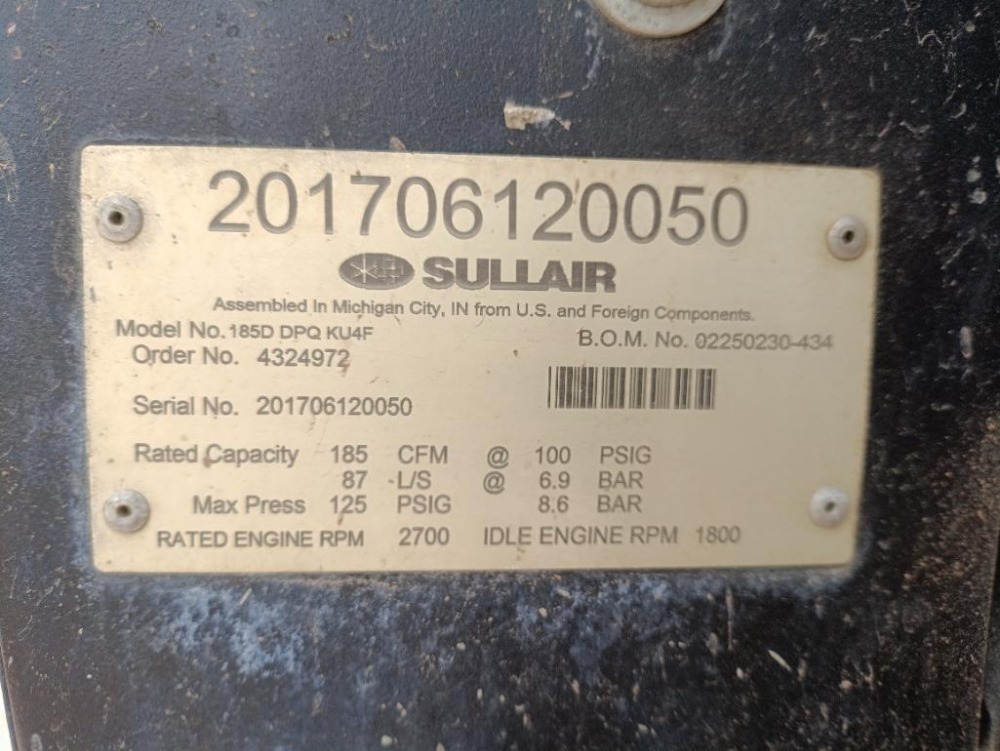 201706120050
SULLAIR
Assembled In Michigan City, IN from U.S. and Foreign Components.
Model No. 185D DPQ KU4F B.O.M. No. 02250230-434
Order No. 4324972
Serial No. 201706120050
Rated Capacity 185 CFM @ 100 PSIG
87 L/S @ 6.9 BAR
Max Press 125 PSIG 8.6 BAR
RATED ENGINE RPM 2700 IDLE ENGINE RPM 1800